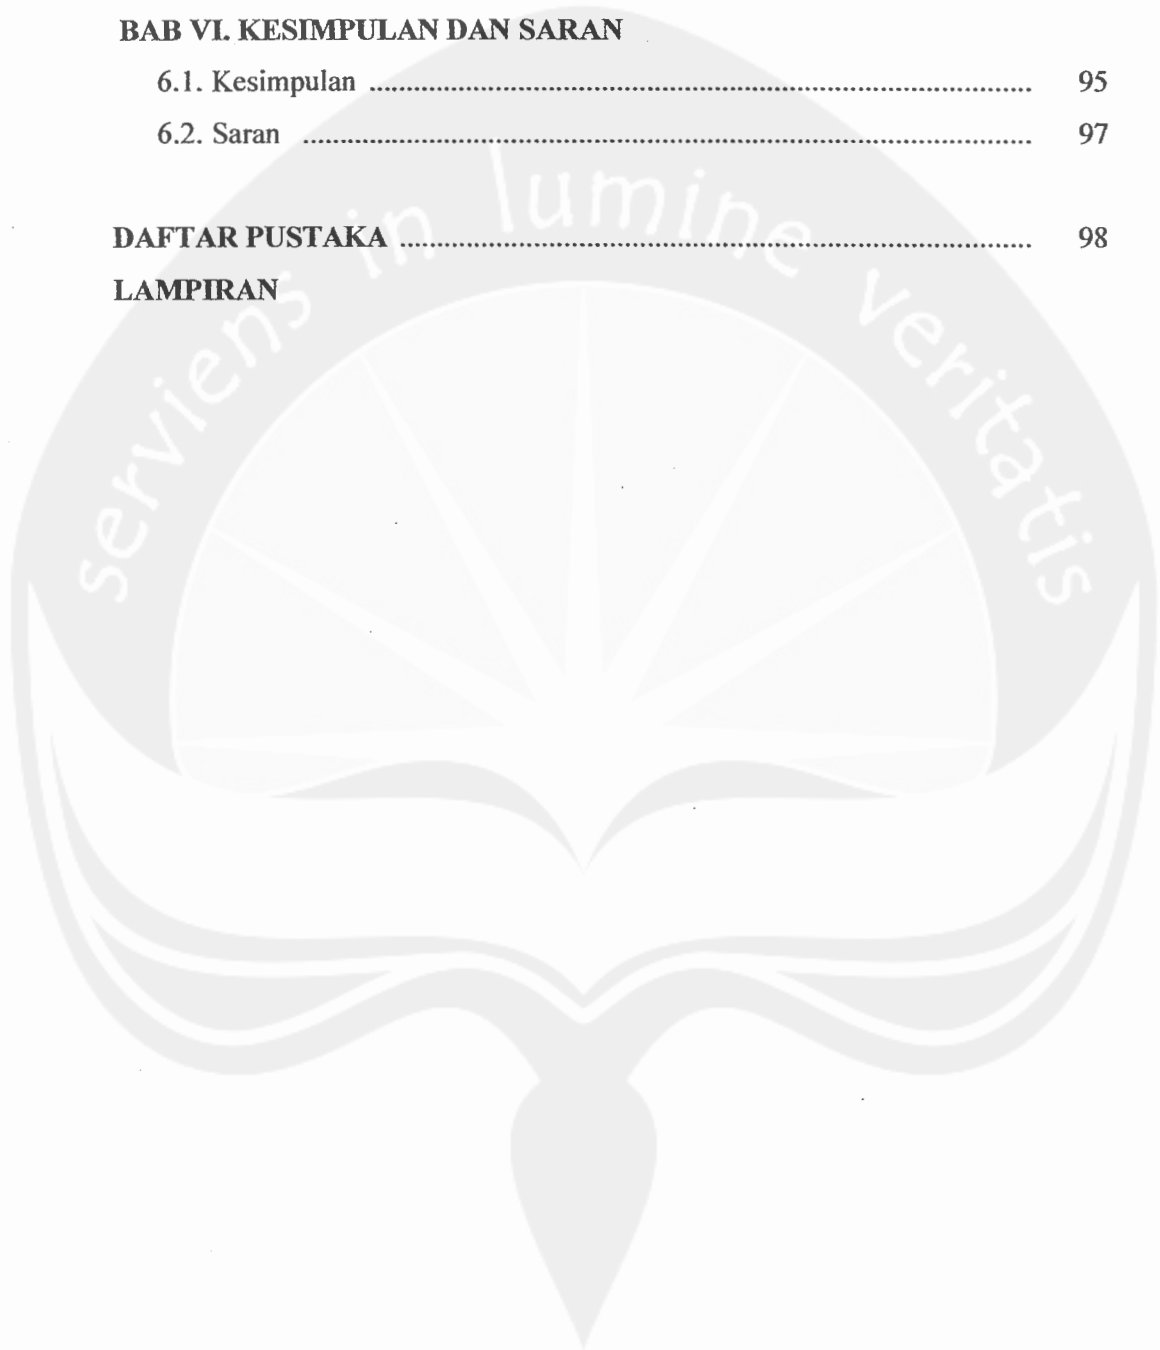 BAB VI. KESIMPULAN DAN SARAN
6.1. Kesimpulan ........................................................................................... 95
6.2. Saran .................................................................................................... 97
DAFTAR PUSTAKA ....................................................................................... 98
LAMPIRAN
serviens in lumine veritatis